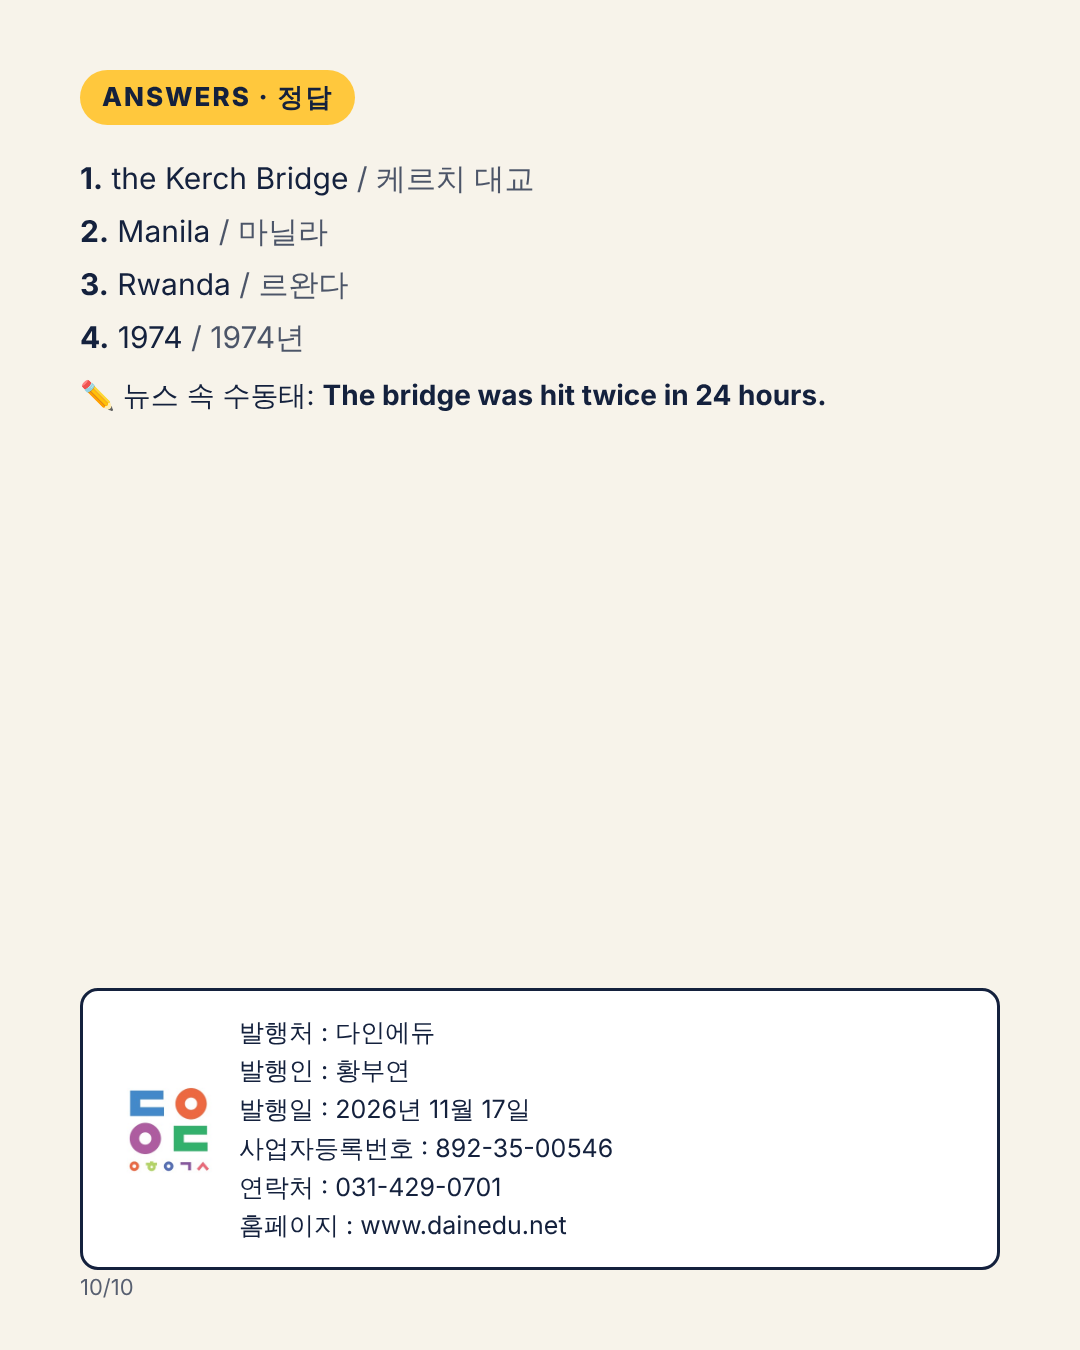 ANSWERS · 정답
1. the Kerch Bridge / 케르치 대교
2. Manila / 마닐라
3. Rwanda / 르완다
4. 1974 / 1974년
✏️ 뉴스 속 수동태: The bridge was hit twice in 24 hours.
발행처 : 다인에듀
발행인 : 황부연
발행일 : 2026년 11월 17일
사업자등록번호 : 892-35-00546
연락처 : 031-429-0701
홈페이지 : www.dainedu.net
10/10